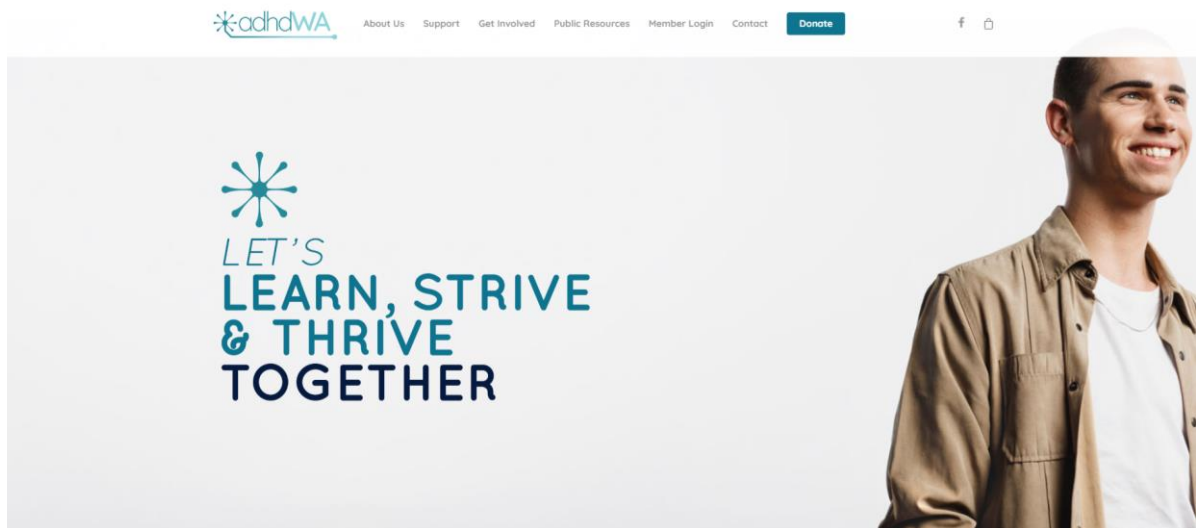 adhdWA
About Us Support Get Involved Public Resources Member Login Contact Donate
LET'S
LEARN, STRIVE
& THRIVE
TOGETHER